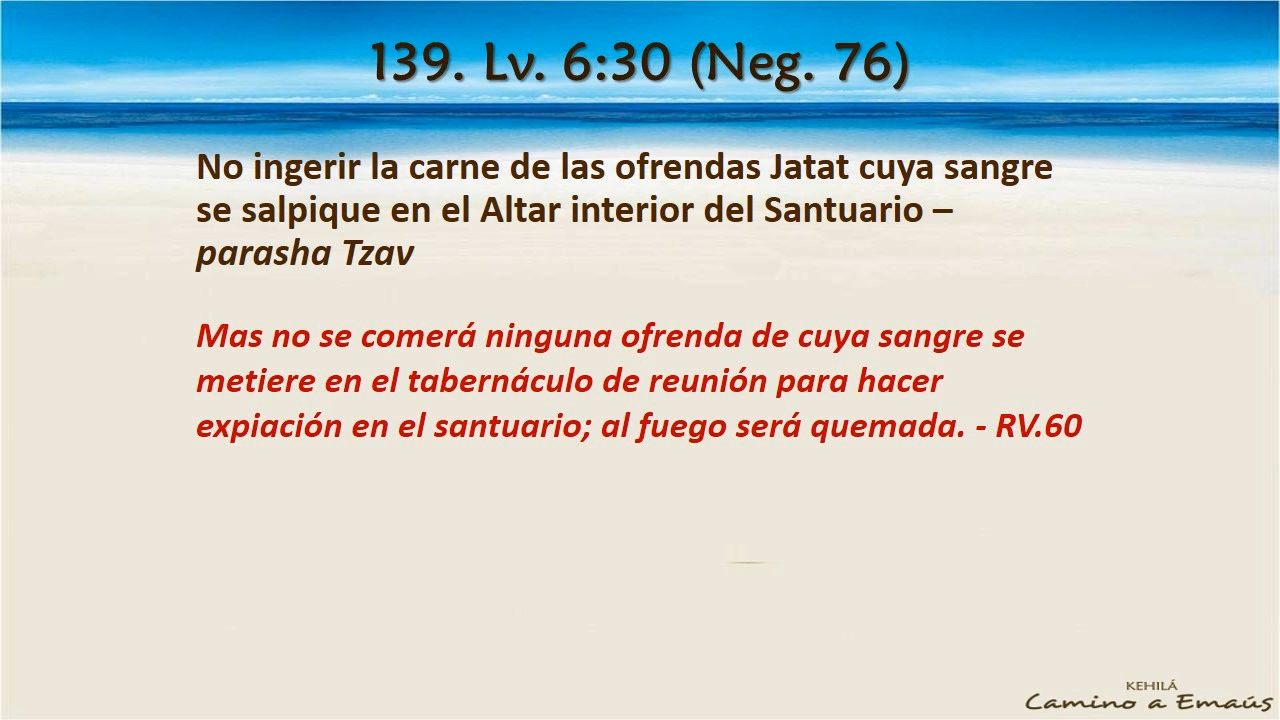 139. Lv. 6:30 (Neg. 76)
No ingerir la carne de las ofrendas Jatat cuya sangre
se salpique en el Altar interior del Santuario –
parasha Tzav
Mas no se comerá ninguna ofrenda de cuya sangre se
metiere en el tabernáculo de reunión para hacer
expiación en el santuario; al fuego será quemada. - RV.60
KEHILÁ
Camino a Emaús